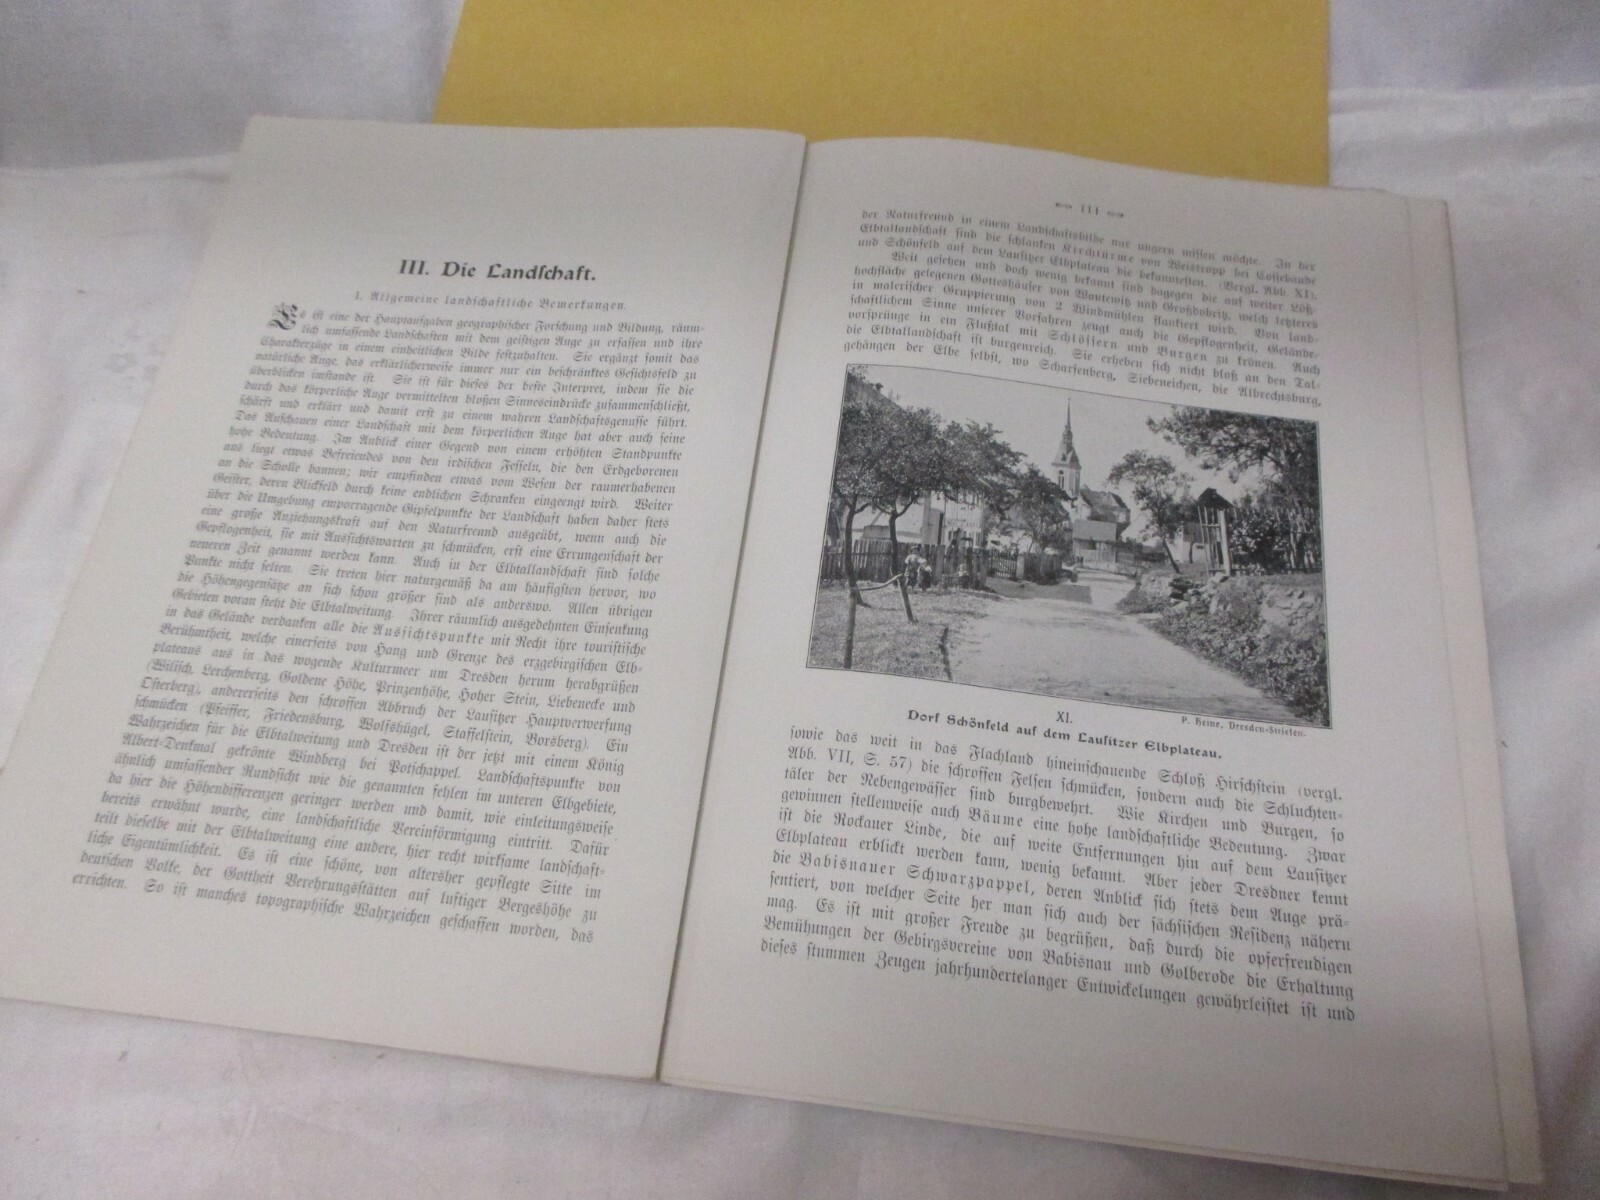 III. Die Landschaft.
1. Allgemeine landschaftliche Bemerkungen.
Es ist eine der Hauptaufgaben geographischer Forschung und Bildung, räum-
lich umfassende Landschaften mit dem geistigen Auge zu erfassen und ihre
Charakterzüge in einem einheitlichen Bilde festzuhalten. Sie ergänzt somit das
natürliche Auge, das erklärlicherweise immer nur ein beschränktes Gesichtsfeld zu
überblicken imstande ist. Sie ist für dieses der beste Interpret, indem sie die
durch das körperliche Auge vermittelten bloßen Sinneseindrücke zusammenschließt,
schärft und erklärt und damit erst zu einem wahren Landschaftsgenusse führt.
Das Anschauen einer Landschaft mit dem körperlichen Auge hat aber auch seine
hohe Bedeutung. Im Anblick einer Gegend von einem erhöhten Standpunkte
aus liegt etwas Befreiendes von den irdischen Fesseln, die den Erdgeborenen
an die Scholle bannen; wir empfinden etwas vom Wesen der raumerhabenen
Geister, deren Blickfeld durch keine endlichen Schranken eingeengt wird. Weiter
über die Umgebung emporragende Gipfelpunkte der Landschaft haben daher stets
eine große Anziehungskraft auf den Naturfreund ausgeübt, wenn auch die
Gepflogenheit, sie mit Aussichtswarten zu schmücken, erst eine Errungenschaft der
neueren Zeit genannt werden kann. Auch in der Elbtallandschaft sind solche
Punkte nicht selten. Sie treten hier naturgemäß da am häufigsten hervor, wo
die Höhengegensätze an sich schon größer sind als anderswo. Allen übrigen
Gebieten voran steht die Elbtalweitung. Ihrer räumlich ausgedehnten Einsenkung
in das Gelände verdanken alle die Aussichtspunkte mit Recht ihre touristische
Berühmtheit, welche einerseits von Hang und Grenze des erzgebirgischen Elb-
plateaus aus in das wogende Kulturmeer um Dresden herum herabgrüßen
(Wilisch, Lerchenberg, Goldene Höhe, Prinzenhöhe, Hoher Stein, Liebenecke und
Osterberg), andererseits den schroffen Abbruch der Lausitzer Hauptverwerfung
schmücken (Pfeiffer, Friedensburg, Wolfshügel, Staffelstein, Borsberg). Ein
Wahrzeichen für die Elbtalweitung und Dresden ist der jetzt mit einem König
Albert-Denkmal gekrönte Windberg bei Potschappel. Landschaftspunkte von
ähnlich umfassender Rundsicht wie die genannten fehlen im unteren Elbgebiete,
da hier die Höhendifferenzen geringer werden und damit, wie einleitungsweise
bereits erwähnt wurde, eine landschaftliche Vereinförmigung eintritt. Dafür
teilt dieselbe mit der Elbtalweitung eine andere, hier recht wirksame landschaft-
liche Eigentümlichkeit. Es ist eine schöne, von altersher gepflegte Sitte im
deutschen Volke, der Gottheit Verehrungsstätten auf luftiger Bergeshöhe zu
errichten. So ist manches topographische Wahrzeichen geschaffen worden, das
111
der Naturfreund in einem Landschaftsbilde nur ungern missen möchte. In der
Elbtallandschaft sind die schlanken Kirchtürme von Weistropp bei Cossebaude
und Schönfeld auf dem Lausitzer Elbplateau die bekanntesten. (Vergl. Abb. XI).
Weit gesehen und doch wenig bekannt sind dagegen die auf weiter Löß-
hochfläche gelegenen Gotteshäuser von Wantewitz und Großdobritz, welch letzteres
in malerischer Gruppierung von 2 Windmühlen flankiert wird. Von land-
schaftlichem Sinne unserer Vorfahren zeugt auch die Gepflogenheit, Gelände-
vorsprünge in ein Flußtal mit Schlössern und Burgen zu krönen. Auch
die Elbtallandschaft ist burgenreich. Sie erheben sich nicht bloß an den Tal-
gehängen der Elbe selbst, wo Scharfenberg, Siebeneichen, die Albrechtsburg,
XI.
P. Heine, Dresden-Striesen.
Dorf Schönfeld auf dem Lausitzer Elbplateau.
sowie das weit in das Flachland hineinschauende Schloß Hirschstein (vergl.
Abb. VII, S. 57) die schroffen Felsen schmücken, sondern auch die Schluchten-
täler der Nebengewässer sind burgbewehrt. Wie Kirchen und Burgen, so
gewinnen stellenweise auch Bäume eine hohe landschaftliche Bedeutung. Zwar
ist die Rockauer Linde, die auf weite Entfernungen hin auf dem Lausitzer
Elbplateau erblickt werden kann, wenig bekannt. Aber jeder Dresdner kennt
die Babisnauer Schwarzpappel, deren Anblick sich stets dem Auge prä-
sentiert, von welcher Seite her man sich auch der sächsischen Residenz nähern
mag. Es ist mit großer Freude zu begrüßen, daß durch die opferfreudigen
Bemühungen der Gebirgsvereine von Babisnau und Golberode die Erhaltung
dieses stummen Zeugen jahrhundertelanger Entwickelungen gewährleistet ist und